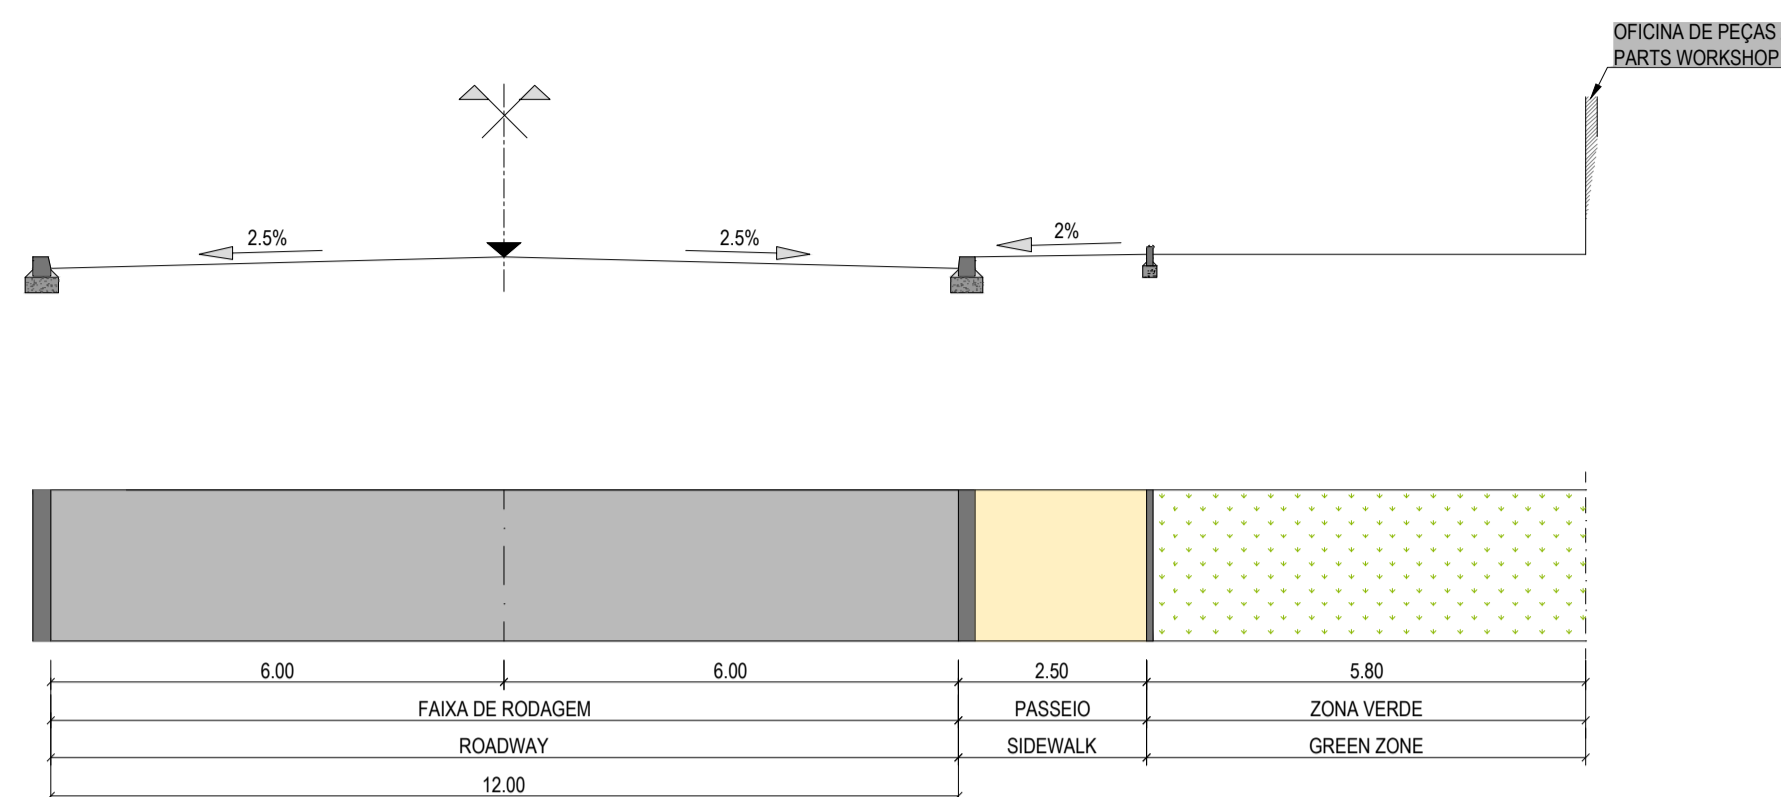 OFICINA DE PEÇAS
PARTS WORKSHOP
2.5%
2.5%
2%
6.00
6.00
2.50
5.80
FAIXA DE RODAGEM
PASSEIO
ZONA VERDE
ROADWAY
SIDEWALK
GREEN ZONE
12.00